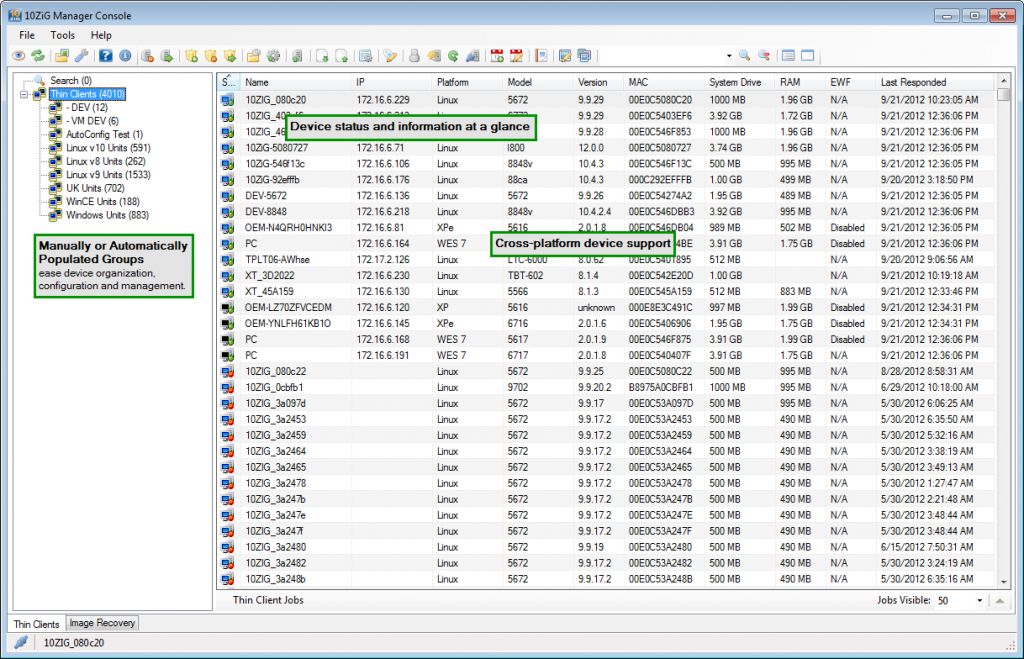 10ZiG Manager Console
File Tools Help
Search (0)
Thin Clients (4010)
- DEV (12)
- VM DEV (6)
AutoConfig Test (1)
Linux v10 Units (591)
Linux v8 Units (262)
Linux v9 Units (1533)
UK Units (702)
WinCE Units (188)
Windows Units (883)
Manually or Automatically
Populated Groups
ease device organization,
configuration and management.
S... Name IP Platform Model Version MAC System Drive RAM EWF Last Responded
10ZIG_080c20 172.16.6.229 Linux 5672 9.9.29 00E0C5080C20 1000 MB 1.96 GB N/A 9/21/2012 10:23:05 AM
Linux 9.9.29 00E0C5403EF6 3.92 GB 1.72 GB N/A 9/21/2012 12:36:06 PM
Device status and information at a glance
9.9.28 00E0C546F853 1000 MB 1.96 GB N/A 9/21/2012 12:36:06 PM
10ZiG-5080727 172.16.6.71 Linux I800 12.0.0 00E0C5080727 3.74 GB 1.96 GB N/A 9/21/2012 12:36:05 PM
10ZiG-546f13c 172.16.6.106 Linux 8848v 10.4.3 00E0C546F13C 500 MB 995 MB N/A 9/21/2012 12:36:05 PM
10ZiG-92efffb 172.16.6.176 Linux 88ca 10.4.3 000C292EFFFB 1.00 GB 499 MB N/A 9/20/2012 3:18:50 PM
DEV-5672 172.16.6.136 Linux 5672 9.9.26 00E0C54274A2 1.95 GB 489 MB N/A 9/21/2012 12:36:05 PM
DEV-8848 172.16.6.218 Linux 8848v 10.4.2.4 00E0C546DBB3 3.92 GB 995 MB N/A 9/21/2012 12:36:05 PM
OEM-N4QRH0HNKI3 172.16.6.81 XPe 2.0.1.8 989 MB 502 MB Disabled 9/21/2012 12:36:06 PM
PC 172.16.6.164 WES 7 3.91 GB 1.75 GB Disabled 9/21/2012 12:36:06 PM
Cross-platform device support
TPLT06-AWhse 172.17.2.126 Linux LTC-6000 8.0.62 00E0C5401895 512 MB N/A 9/20/2012 9:06:56 AM
XT_3D2022 172.16.6.230 Linux TBT-602 8.1.4 00E0C542E20D 1.00 GB N/A 9/21/2012 10:19:18 AM
XT_45A159 172.16.6.130 Linux 5566 8.1.3 00E0C545A159 512 MB 883 MB N/A 9/21/2012 12:33:46 PM
OEM-LZ70ZFVCEDM 172.16.6.120 XP 5616 unknown 000E8E3C491C 997 MB 1.99 GB Disabled 9/21/2012 12:34:31 PM
OEM-YNLFH61KB1O 172.16.6.145 XPe 6716 2.0.1.6 00E0C5406906 1.95 GB 1.75 GB Disabled 9/21/2012 12:34:31 PM
PC 172.16.6.168 WES 7 5617 2.0.1.9 00E0C546F875 3.91 GB 1.99 GB Disabled 9/21/2012 12:36:06 PM
PC 172.16.6.191 WES 7 6717 2.0.1.8 00E0C540407F 3.91 GB 1.75 GB N/A 9/21/2012 12:36:06 PM
10ZIG_080c22 Linux 5672 9.9.25 00E0C5080C22 500 MB 995 MB N/A 8/28/2012 8:58:31 AM
10ZIG_0cbfb1 Linux 9702 9.9.20.2 B8975A0CBFB1 1000 MB 995 MB N/A 6/29/2012 10:18:00 AM
10ZIG_3a097d Linux 5672 9.9.17.2 00E0C53A097D 500 MB 995 MB N/A 5/30/2012 6:06:25 AM
10ZIG_3a2453 Linux 5672 9.9.17.2 00E0C53A2453 500 MB 490 MB N/A 5/30/2012 6:35:50 AM
10ZIG_3a2459 Linux 5672 9.9.17.2 00E0C53A2459 500 MB 490 MB N/A 5/30/2012 5:32:16 AM
10ZIG_3a2464 Linux 5672 9.9.17.2 00E0C53A2464 500 MB 490 MB N/A 5/30/2012 3:38:19 AM
10ZIG_3a2465 Linux 5672 9.9.17.2 00E0C53A2465 500 MB 490 MB N/A 5/30/2012 3:49:13 AM
10ZIG_3a2478 Linux 5672 9.9.17.2 00E0C53A2478 500 MB 490 MB N/A 5/30/2012 1:27:47 AM
10ZIG_3a247b Linux 5672 9.9.17.2 00E0C53A247B 500 MB 490 MB N/A 5/30/2012 2:21:48 AM
10ZIG_3a247e Linux 5672 9.9.17.2 00E0C53A247E 500 MB 490 MB N/A 5/30/2012 3:48:44 AM
10ZIG_3a247f Linux 5672 9.9.17.2 00E0C53A247F 500 MB 490 MB N/A 5/30/2012 3:48:44 AM
10ZIG_3a2480 Linux 5672 9.9.19 00E0C53A2480 500 MB 490 MB N/A 6/15/2012 7:50:31 AM
10ZIG_3a2482 Linux 5672 9.9.17.2 00E0C53A2482 500 MB 490 MB N/A 5/30/2012 3:24:19 AM
10ZIG_3a248b Linux 5672 9.9.17.2 00E0C53A248B 500 MB 490 MB N/A 5/30/2012 6:35:16 AM
Thin Client Jobs Jobs Visible: 50
Thin Clients Image Recovery
10ZIG_080c20